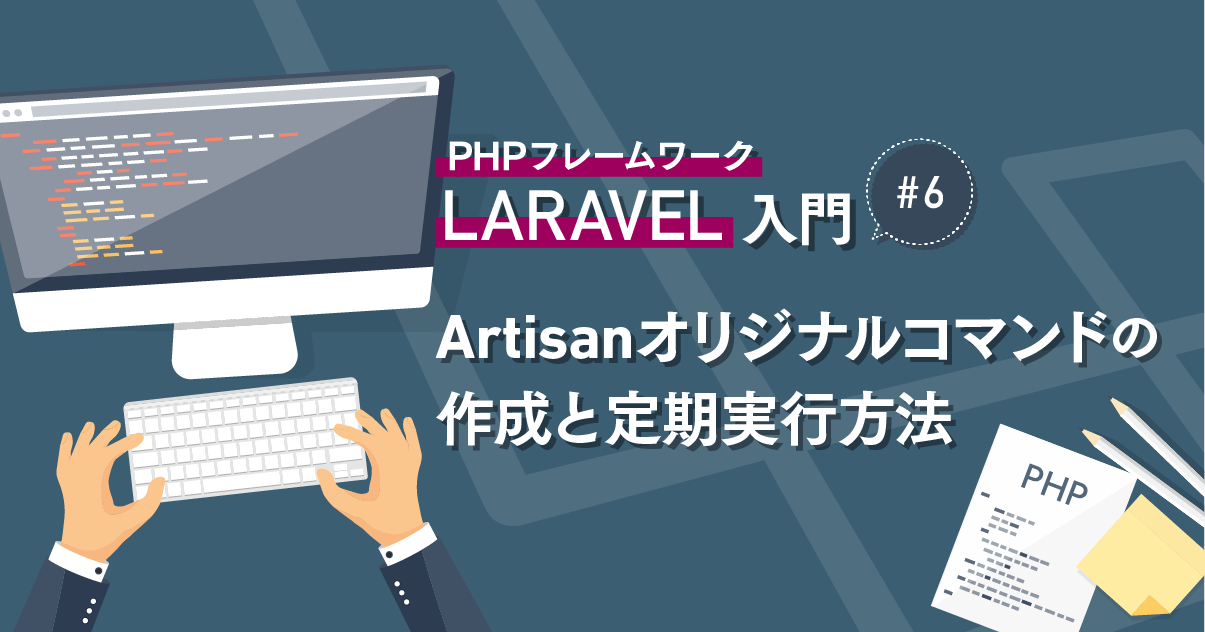 PHPフレームワーク
LARAVEL 入門
#6
Artisanオリジナルコマンドの
作成と定期実行方法
PHP